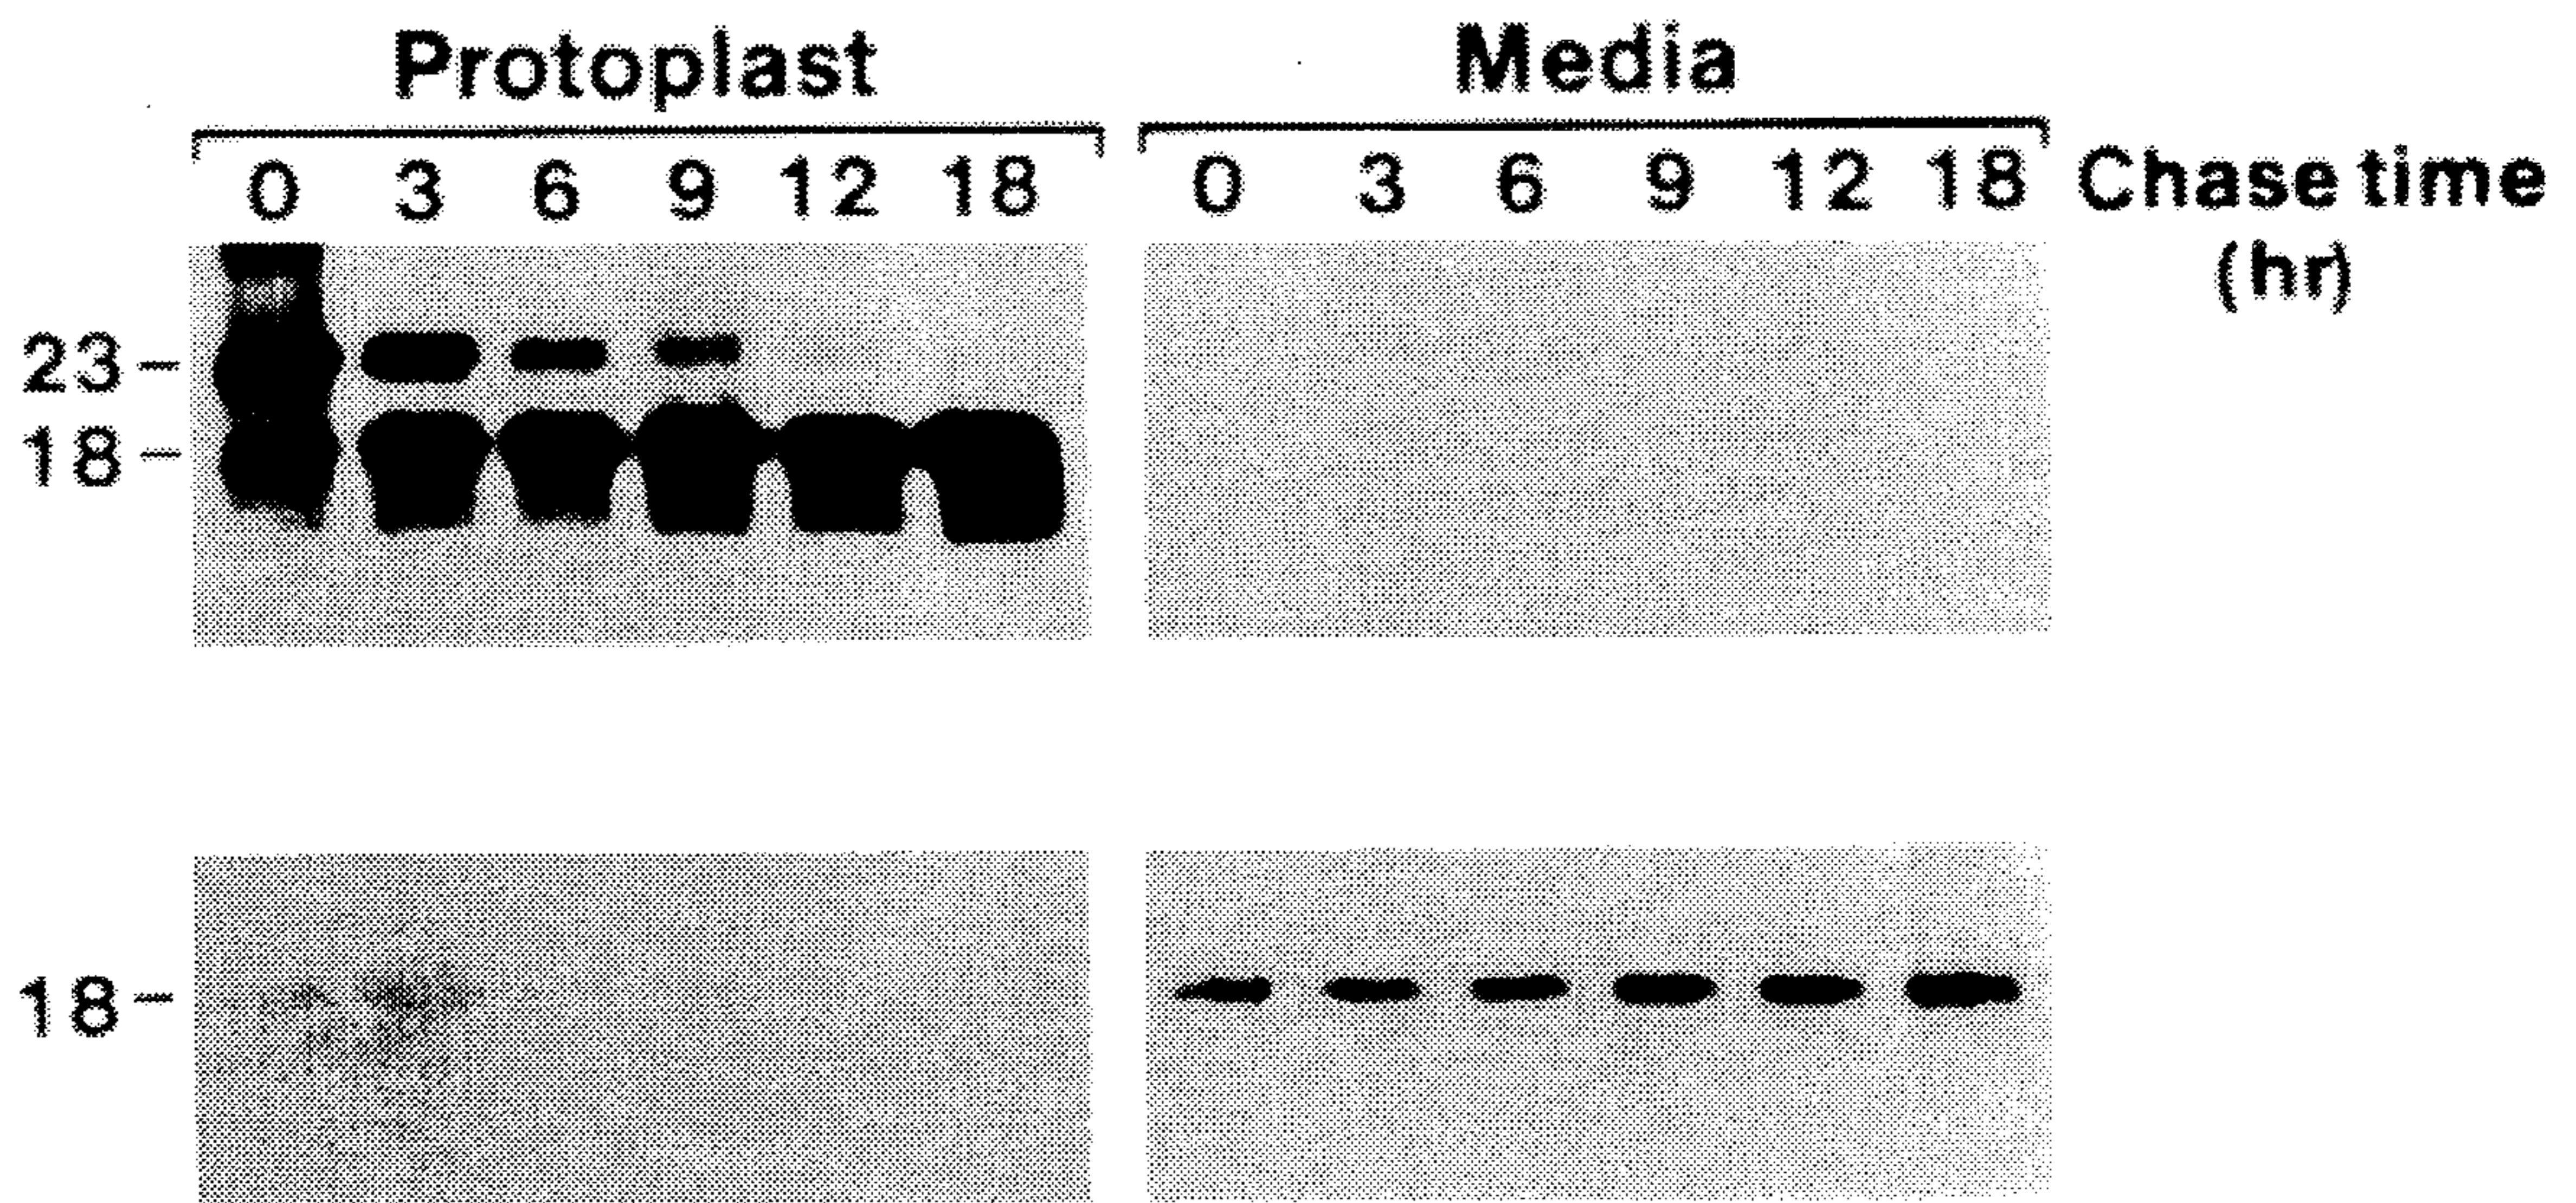 Protoplast Media
0 3 6 9 12 18 0 3 6 9 12 18 Chase time
(hr)
23-
18-
18-